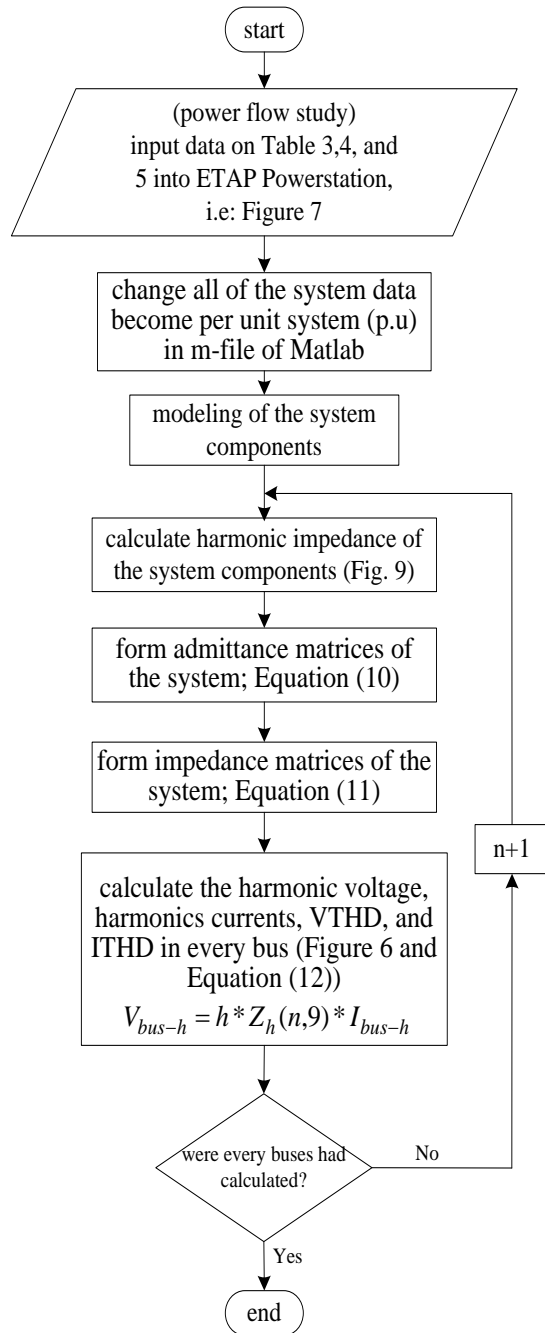 start
(power flow study)
input data on Table 3,4, and
5 into ETAP Powerstation,
i.e: Figure 7
change all of the system data
become per unit system (p.u)
in m-file of Matlab
modeling of the system
components
calculate harmonic impedance of
the system components (Fig. 9)
form admittance matrices of
the system; Equation (10)
form impedance matrices of the
system; Equation (11)
n+1
calculate the harmonic voltage,
harmonics currents, VTHD, and
ITHD in every bus (Figure 6 and
Equation (12))
V_{bus-h} = h * Z_h(n,9) * I_{bus-h}
were every buses had
calculated?
No
Yes
end